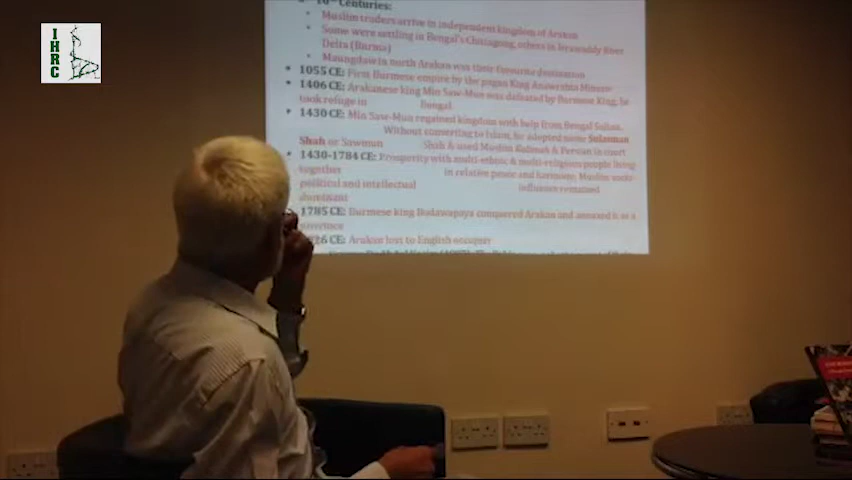 IHRC
Centuries:
Muslim traders arrive in independent kingdom of Arakan
Some were settling in Bengal's Chittagong, others in Irrawaddy River
Delta (Burma)
Maungdaw in north Arakan was their favourite destination
1055 CE: First Burmese empire by the pagan King Anawrahta Minsaw
1406 CE: Arakanese king Min Saw-Mun was defeated by Burmese King, he
took refuge in Bengal
1430 CE: Min Saw-Mun regained kingdom with help from Bengal Sultan.
Without converting to Islam, he adopted name Sulayman
Shah or Sawmun Shah & used Muslim Kalimah & Persian in court
1430-1784 CE: Prosperity with multi-ethnic & multi-religious people living
together in relative peace and harmony. Muslim
political and intellectual influence remained
dominant
1785 CE: Burmese king Bodawapaya conquered Arakan and annexed it as a
province
26 CE: Arakan lost to English occupier